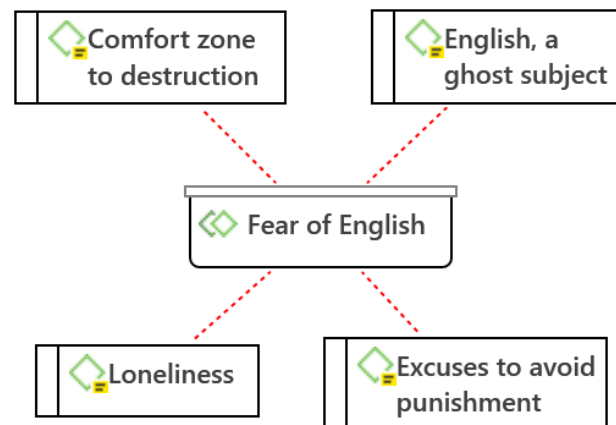 Comfort zone
to destruction
English, a
ghost subject
Fear of English
Loneliness
Excuses to avoid
punishment